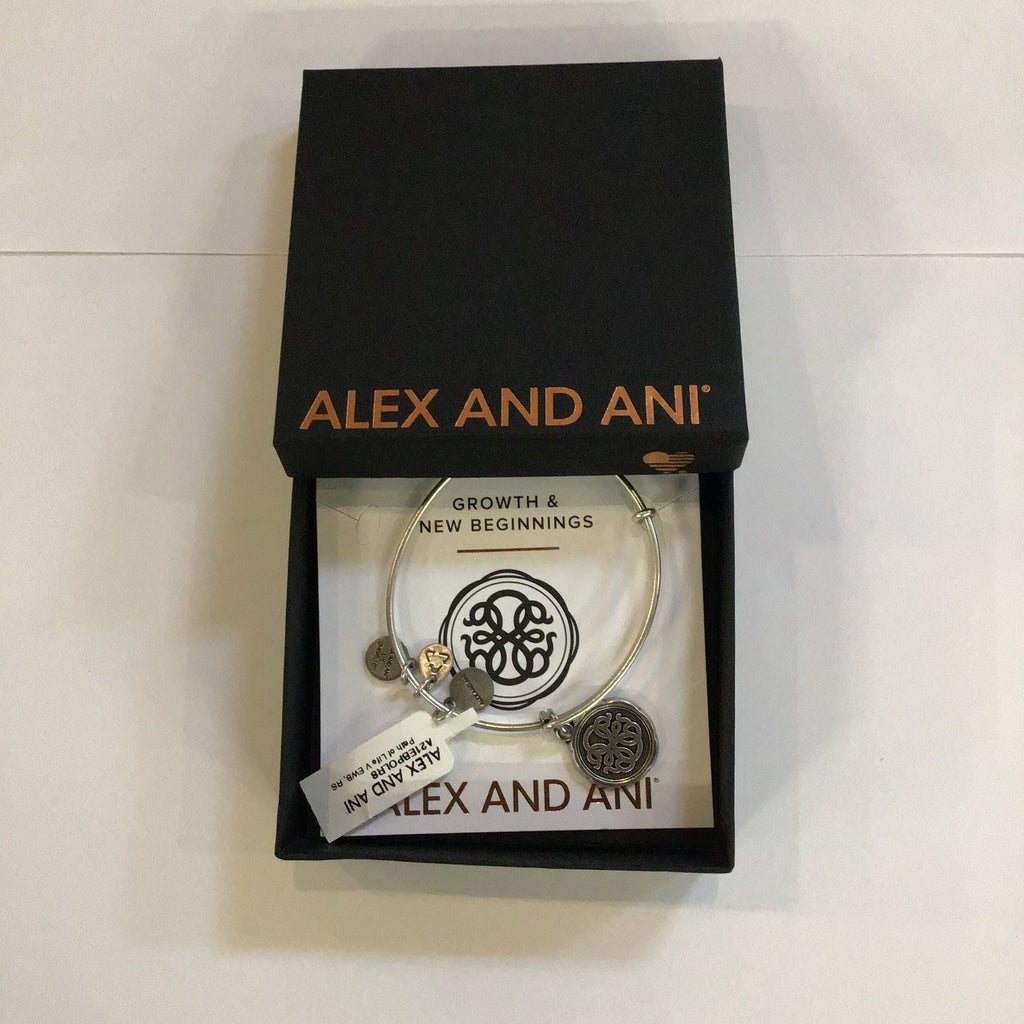 ALEX AND ANI®
GROWTH &
NEW BEGINNINGS
ALEX AND ANI
A21EBPOLRS
Path of Life V EWB, RS
ALEX AND ANI®